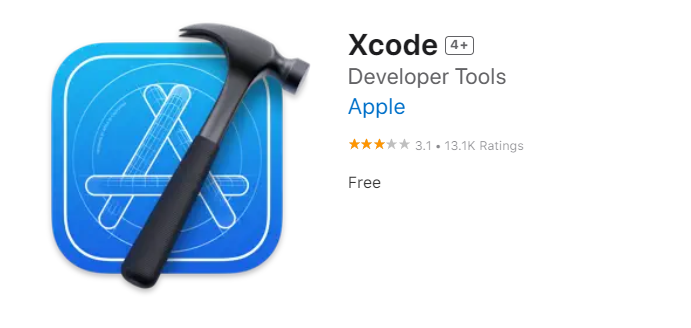 Xcode 4+
Developer Tools
Apple
3.1 • 13.1K Ratings
Free